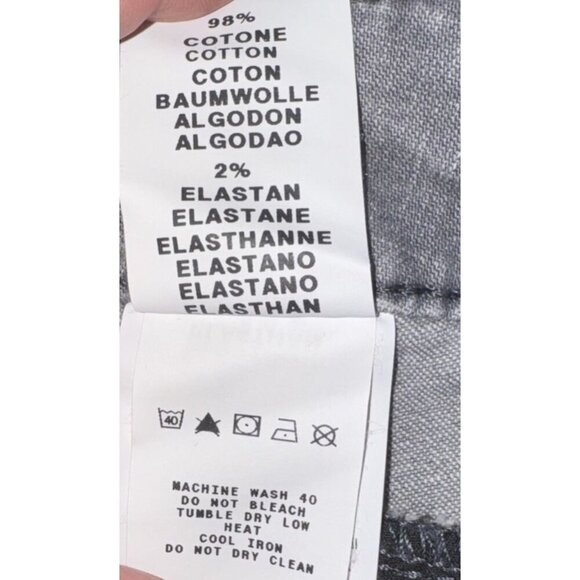 98%
COTONE
COTTON
COTON
BAUMWOLLE
ALGODON
ALGODAO
2%
ELASTAN
ELASTANE
ELASTHANNE
ELASTANO
ELASTANO
ELASTHAN
40
MACHINE WASH 40
DO NOT BLEACH
TUMBLE DRY LOW
HEAT
COOL IRON
DO NOT DRY CLEAN